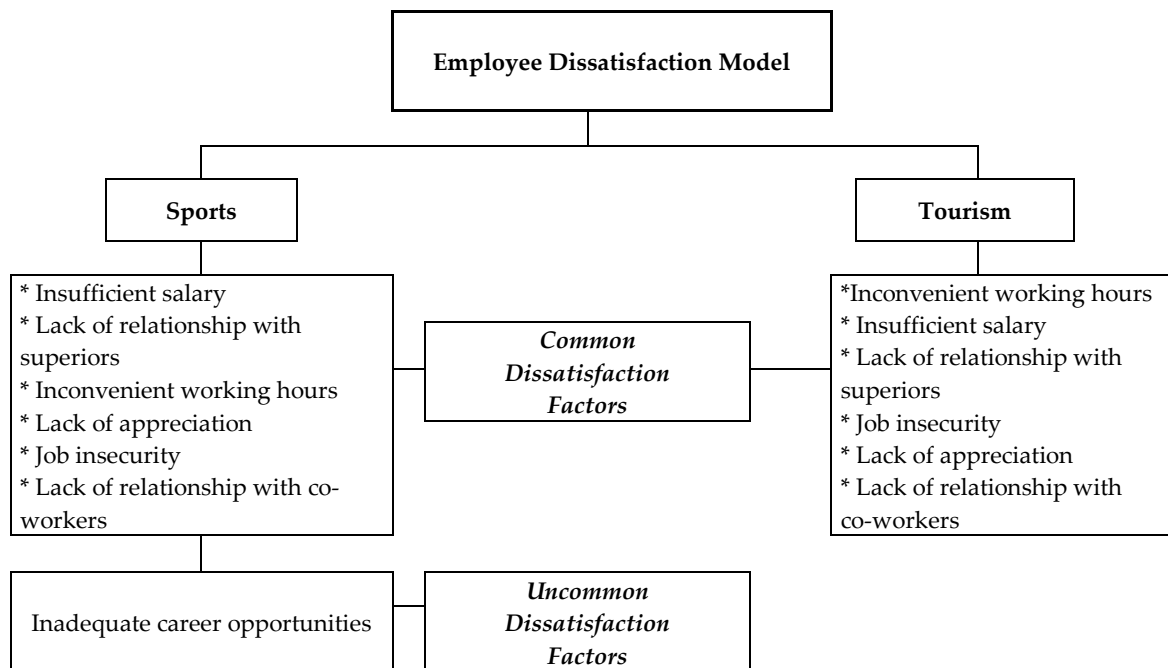 Employee Dissatisfaction Model
Sports
Tourism
* Insufficient salary
* Lack of relationship with
superiors
* Inconvenient working hours
* Lack of appreciation
* Job insecurity
* Lack of relationship with co-
workers
Common
Dissatisfaction
Factors
*Inconvenient working hours
* Insufficient salary
* Lack of relationship with
superiors
* Job insecurity
* Lack of appreciation
* Lack of relationship with
co-workers
Inadequate career opportunities
Uncommon
Dissatisfaction
Factors